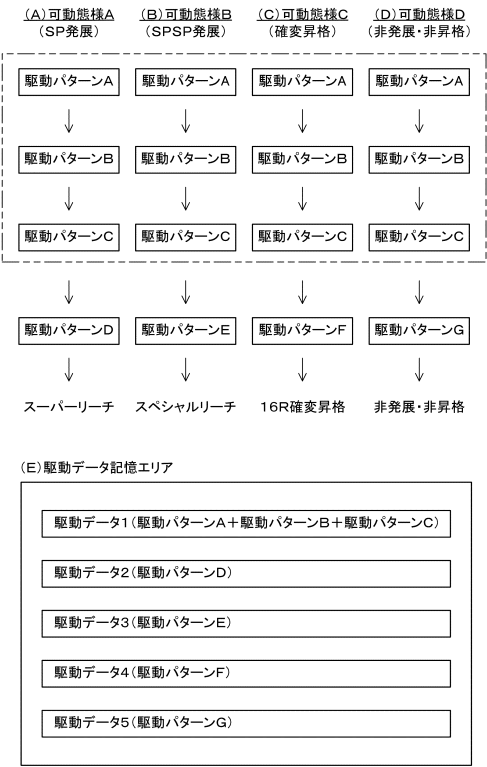 (A)可動態様A (B)可動態様B (C)可動態様C (D)可動態様D
(SP発展) (SPSP発展) (確変昇格) (非発展・非昇格)
駆動パターンA 駆動パターンA 駆動パターンA 駆動パターンA
駆動パターンB 駆動パターンB 駆動パターンB 駆動パターンB
駆動パターンC 駆動パターンC 駆動パターンC 駆動パターンC
駆動パターンD 駆動パターンE 駆動パターンF 駆動パターンG
スーパーリーチ スペシャルリーチ 16R確変昇格 非発展・非昇格
(E)駆動データ記憶エリア
駆動データ1(駆動パターンA+駆動パターンB+駆動パターンC)
駆動データ2(駆動パターンD)
駆動データ3(駆動パターンE)
駆動データ4(駆動パターンF)
駆動データ5(駆動パターンG)